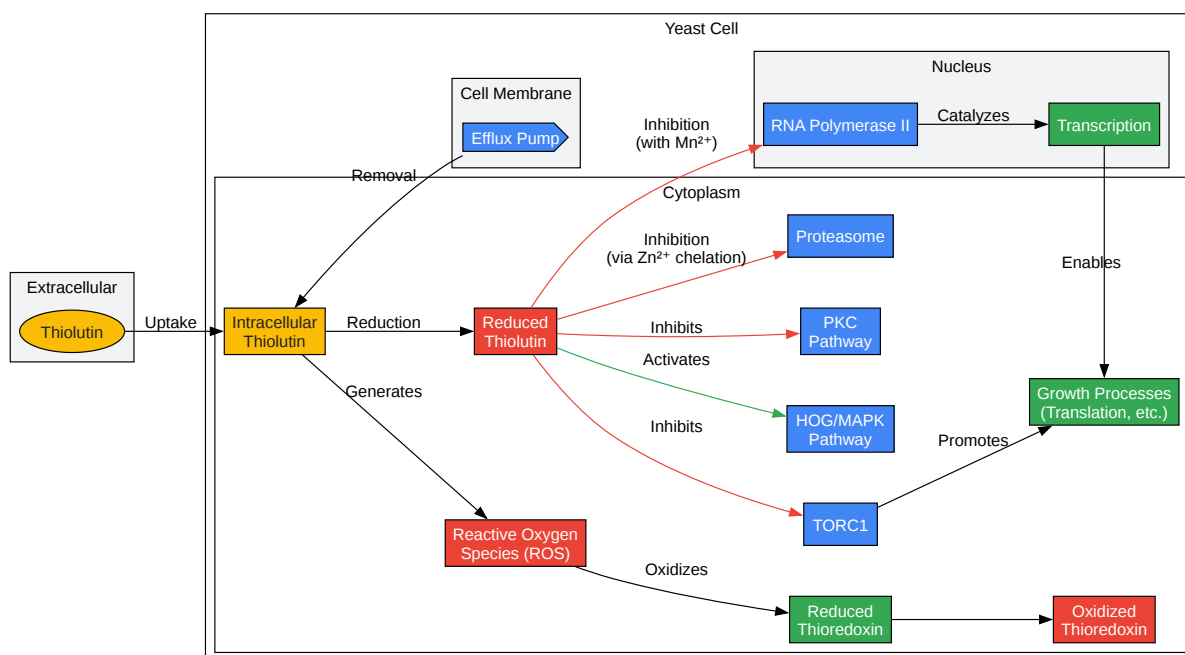 Yeast Cell
Nucleus
Cell Membrane
Efflux Pump
RNA Polymerase II
Catalyzes
Transcription
Inhibition
(with Mn²⁺)
Removal
Cytoplasm
Proteasome
Inhibition
(via Zn²⁺ chelation)
Enables
Extracellular
Thiolutin
Uptake
Intracellular
Thiolutin
Reduction
Reduced
Thiolutin
Inhibits
PKC
Pathway
Activates
Generates
HOG/MAPK
Pathway
Growth Processes
(Translation, etc.)
Inhibits
Promotes
TORC1
Reactive Oxygen
Species (ROS)
Oxidizes
Reduced
Thioredoxin
Oxidized
Thioredoxin